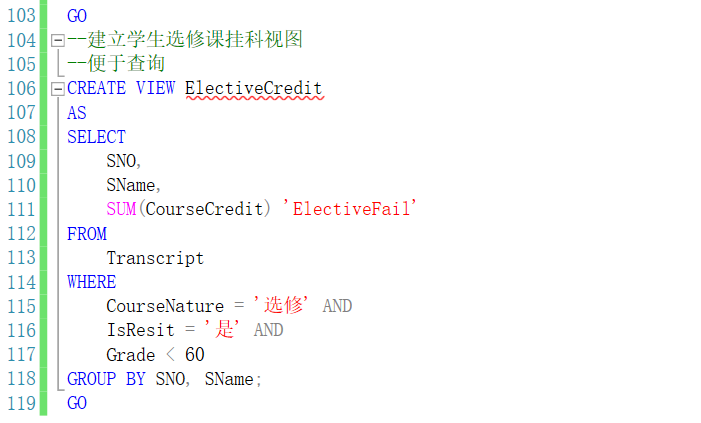 103 GO
104 --建立学生选修课挂科视图
105 --便于查询
106 CREATE VIEW ElectiveCredit
107 AS
108 SELECT
109 SNO,
110 SName,
111 SUM(CourseCredit) 'ElectiveFail'
112 FROM
113 Transcript
114 WHERE
115 CourseNature = '选修' AND
116 IsResit = '是' AND
117 Grade < 60
118 GROUP BY SNO, SName;
119 GO